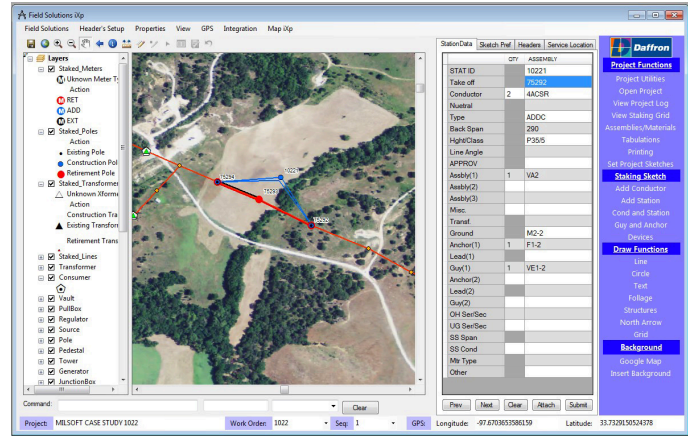 Field Solutions iXp
Field Solutions Header's Setup Properties View GPS Integration Map iXp
Layers
Staked_Meters
Uknown Meter Ty
Action
RET
ADD
EXT
Staked_Poles
Action
Existing Pole
Construction Pol
Retirement Pole
Staked_Transformer
Unknown Xforme
Action
Construction Tra
Existing Transfor
Retirement Trans
Staked_Lines
Transformer
Consumer
Vault
PullBox
Regulator
Source
Pole
Pedestal
Tower
Generator
JunctionBox
75294
10221
75293
75292
StationData Sketch Pref Headers Service Location
QTY ASSEMBLY
STAT ID 10221
Take off 75292
Conductor 2 4ACSR
Nuetral
Type ADDC
Back Span 290
Hght/Class P35/5
Line Angle
APPROV
Assbly(1) 1 VA2
Assbly(2)
Assbly(3)
Misc.
Transf.
Ground M2-2
Anchor(1) 1 F1-2
Lead(1)
Guy(1) 1 VE1-2
Anchor(2)
Lead(2)
Guy(2)
OH Ser/Sec
UG Ser/Sec
SS Span
SS Cond
Mtr Type
Other
Prev Next Clear Attach Submit
Daffron
Project Functions
Project Utilities
Open Project
View Project Log
View Staking Grid
Assemblies/Materials
Tabulations
Printing
Set Project Sketches
Staking Sketch
Add Conductor
Add Station
Cond and Station
Guy and Anchor
Devices
Draw Functions
Line
Circle
Text
Follage
Structures
North Arrow
Grid
Background
Google Map
Insert Background
Command: Clear
Project: MILSOFT CASE STUDY 1022 Work Order: 1022 Seq: 1 GPS: Longitude: -97.6703653586159 Latitude: 33.7329150524378